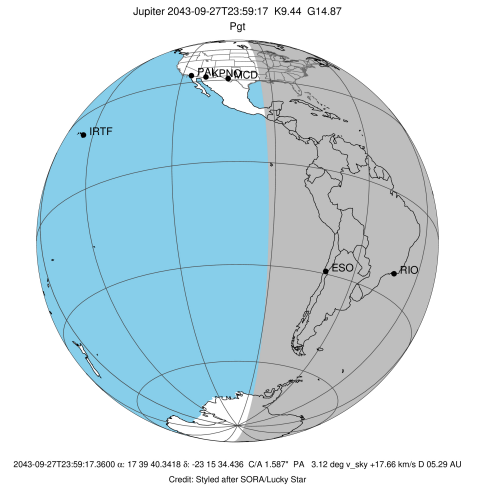 Jupiter 2043-09-27T23:59:17  K9.44  G14.87
Pgt
KPNO
MCD
IRTF
ESO
RIO
2043-09-27T23:59:17.3600 α: 17 39 40.3418 δ: -23 15 34.436  C/A 1.587"  PA   3.12 deg v_sky +17.66 km/s D 05.29 AU
Credit: Styled after SORA/Lucky Star